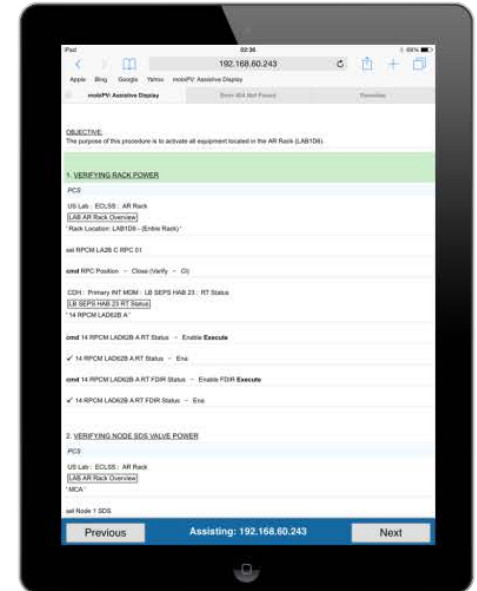 iPad
02:36
69%
192.168.60.243
Apple Bing Google Yahoo mobiPV: Assistive Display
mobiPV: Assistive Display
Error 404 Not Found
Favorites
OBJECTIVE:
The purpose of this procedure is to activate all equipment located in the AR Rack (LAB1D6).
1. VERIFYING RACK POWER
PCS
US Lab : ECLSS : AR Rack
LAB AR Rack Overview
'Rack Location: LAB1D6 - (Entire Rack)'
sel RPCM LA2B C RPC 01
cmd RPC Position − Close (Verify − Cl)
CDH : Primary INT MDM : LB SEPS HAB 23 : RT Status
LB SEPS HAB 23 RT Status
'14 RPCM LAD62B A'
cmd 14 RPCM LAD62B A RT Status − Enable Execute
✓ 14 RPCM LAD62B A RT Status − Ena
cmd 14 RPCM LAD62B A RT FDIR Status − Enable FDIR Execute
✓ 14 RPCM LAD62B A RT FDIR Status − Ena
2. VERIFYING NODE SDS VALVE POWER
PCS
US Lab : ECLSS : AR Rack
LAB AR Rack Overview
'MCA'
sel Node 1 SDS
Previous
Assisting: 192.168.60.243
Next